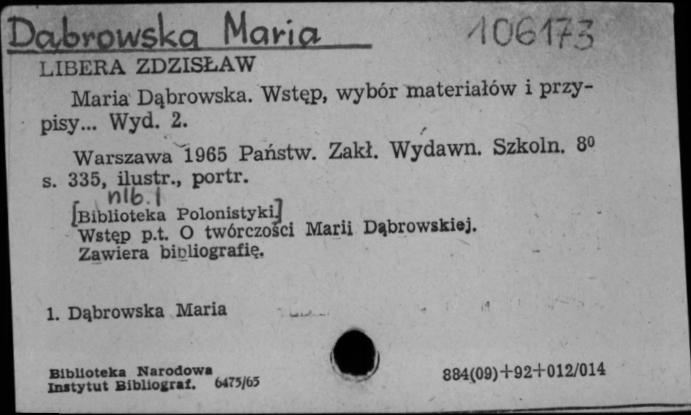 Dąbrowska Maria 106173
LIBERA ZDZISŁAW
Maria Dąbrowska. Wstęp, wybór materiałów i przy-
pisy... Wyd. 2.
Warszawa 1965 Państw. Zakł. Wydawn. Szkoln. 8⁰
s. 335, ilustr., portr.
nlb. 1
[Biblioteka Polonistyki]
Wstęp p.t. O twórczości Marii Dąbrowskiej.
Zawiera bibliografię.
1. Dąbrowska Maria
Biblioteka Narodowa
Instytut Bibliograf. 6475/65 884(09)+92+012/014